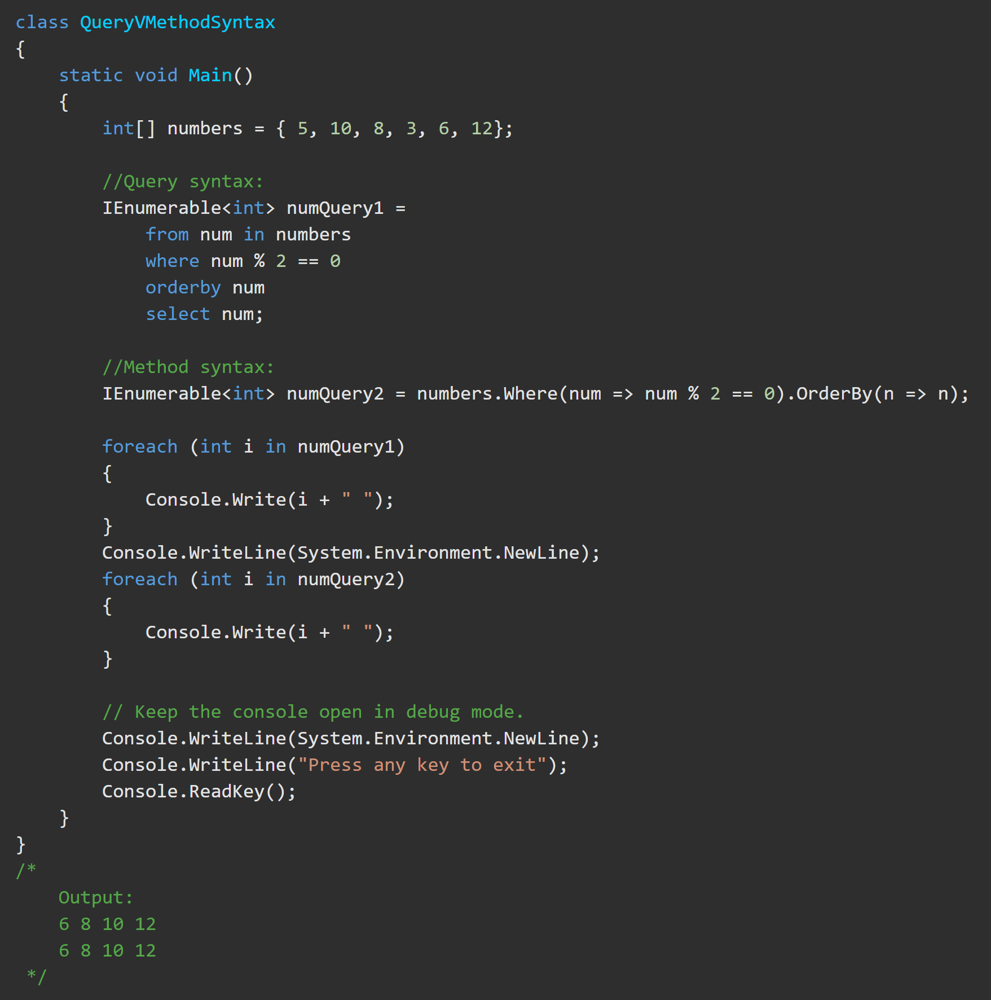 class QueryVMethodSyntax
{
    static void Main()
    {
        int[] numbers = { 5, 10, 8, 3, 6, 12};

        //Query syntax:
        IEnumerable<int> numQuery1 =
            from num in numbers
            where num % 2 == 0
            orderby num
            select num;

        //Method syntax:
        IEnumerable<int> numQuery2 = numbers.Where(num => num % 2 == 0).OrderBy(n => n);

        foreach (int i in numQuery1)
        {
            Console.Write(i + " ");
        }
        Console.WriteLine(System.Environment.NewLine);
        foreach (int i in numQuery2)
        {
            Console.Write(i + " ");
        }

        // Keep the console open in debug mode.
        Console.WriteLine(System.Environment.NewLine);
        Console.WriteLine("Press any key to exit");
        Console.ReadKey();
    }
}
/*
    Output:
    6 8 10 12
    6 8 10 12
 */